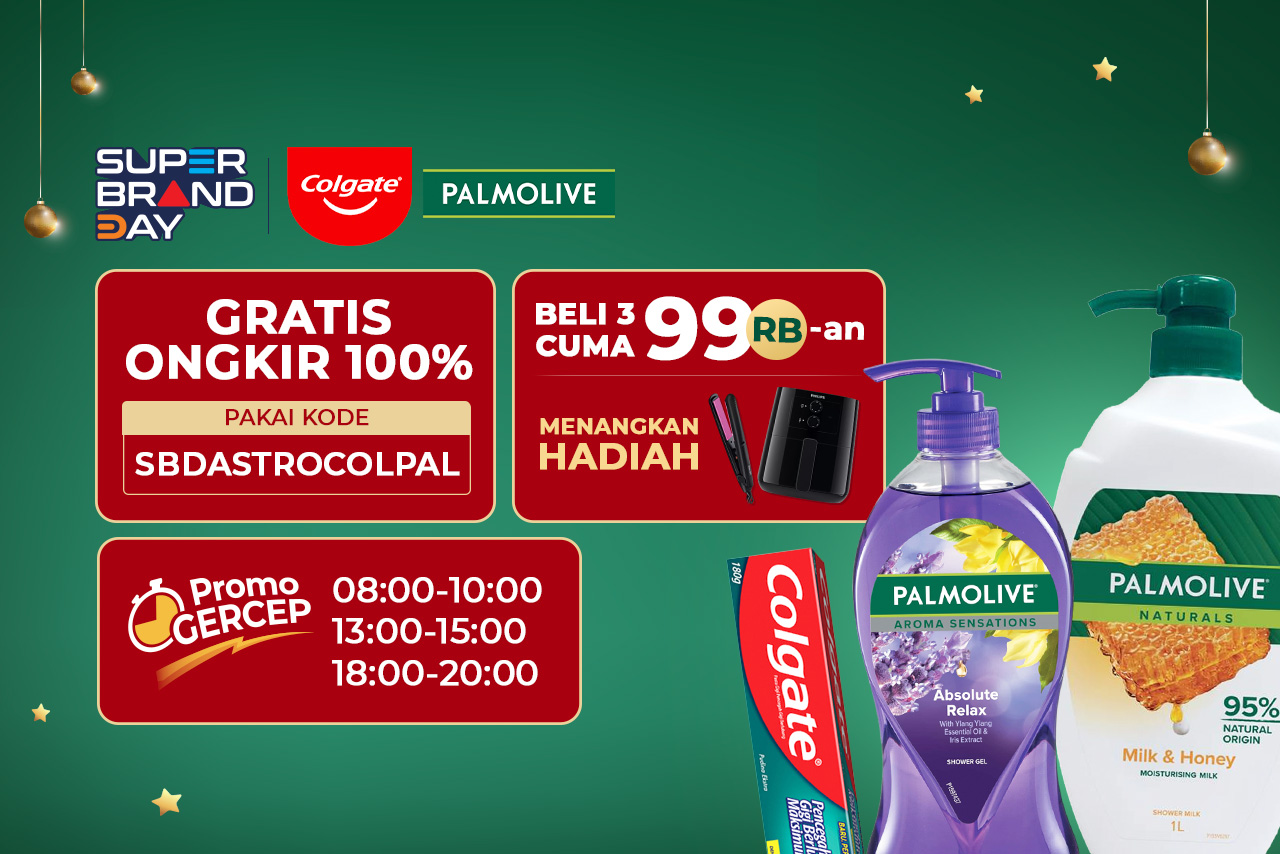 SUPER
BRAND
DAY
Colgate®
PALMOLIVE
GRATIS
ONGKIR 100%
PAKAI KODE
SBDASTROCOLPAL
BELI 3
CUMA 99RB-an
MENANGKAN
HADIAH
PHILIPS
Promo
GERCEP
08:00-10:00
13:00-15:00
18:00-20:00
180g
Colgate®
PALMOLIVE®
AROMA SENSATIONS
Absolute
Relax
With Ylang Ylang
Essential Oil &
Iris Extract
SHOWER GEL
PALMOLIVE®
NATURALS
95%
NATURAL
ORIGIN
Milk & Honey
MOISTURISING MILK
SHOWER MILK
1L